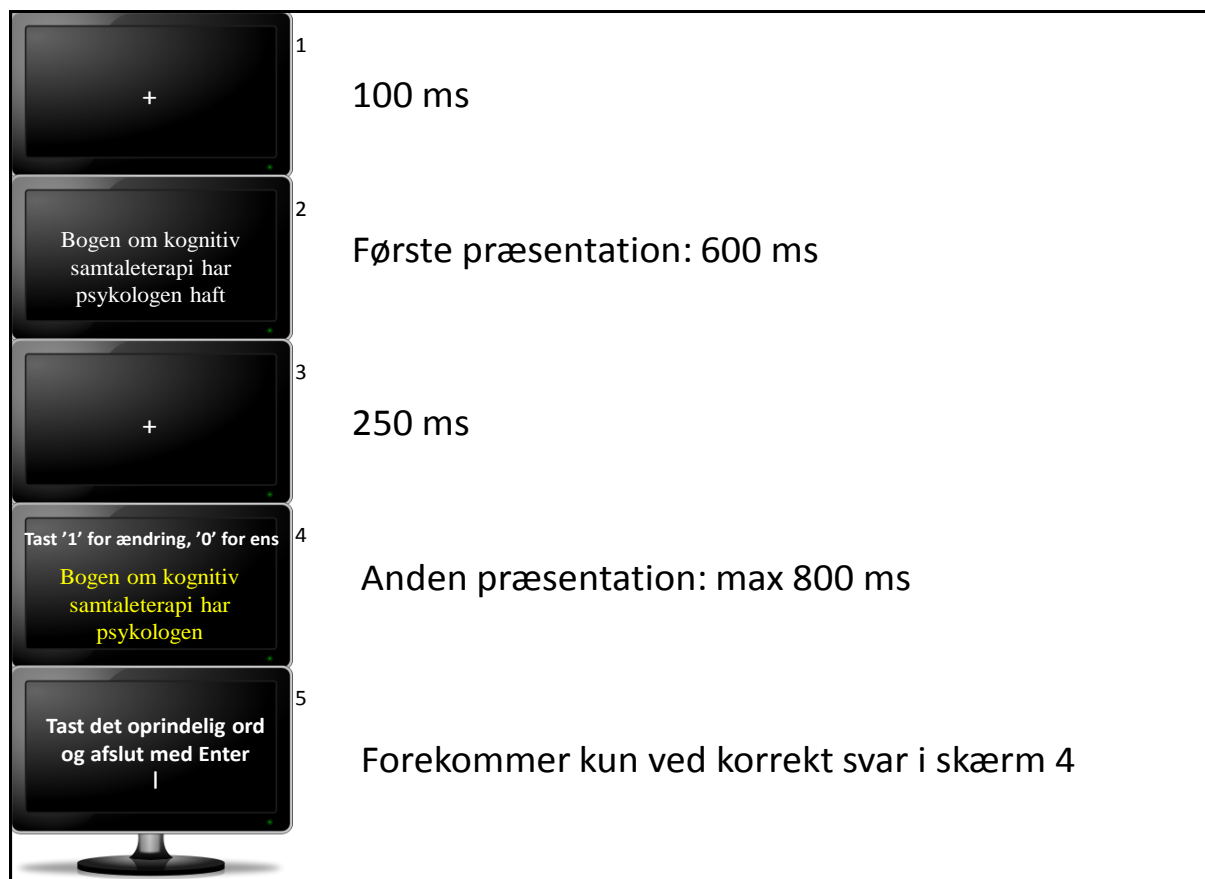 1
+
100 ms
2
Bogen om kognitiv
samtaleterapi har
psykologen haft
Første præsentation: 600 ms
3
+
250 ms
4
Tast ’1’ for ændring, ’0’ for ens
Bogen om kognitiv
samtaleterapi har
psykologen
Anden præsentation: max 800 ms
5
Tast det oprindelig ord
og afslut med Enter
|
Forekommer kun ved korrekt svar i skærm 4